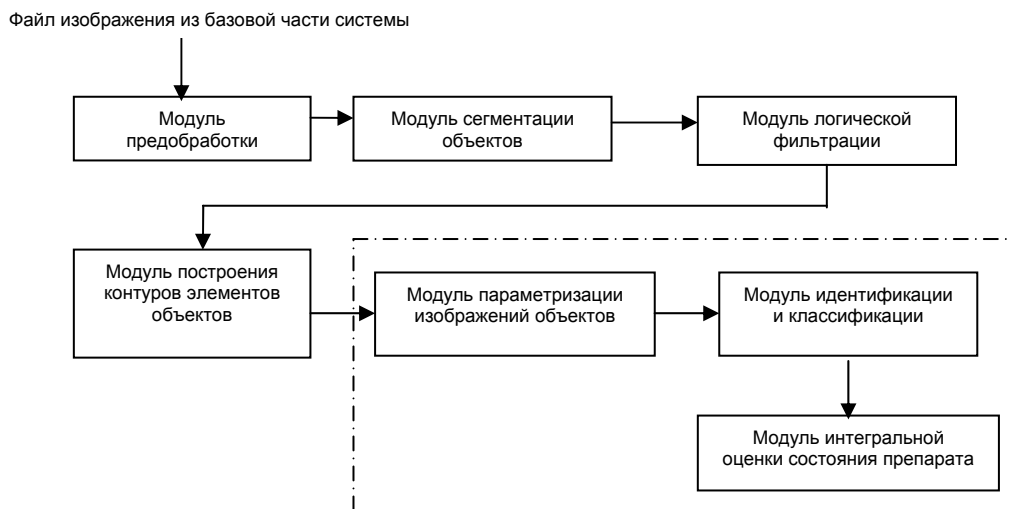 Файл изображения из базовой части системы
Модуль
предобработки
Модуль сегментации
объектов
Модуль логической
фильтрации
Модуль построения
контуров элементов
объектов
Модуль параметризации
изображений объектов
Модуль идентификации
и классификации
Модуль интегральной
оценки состояния препарата